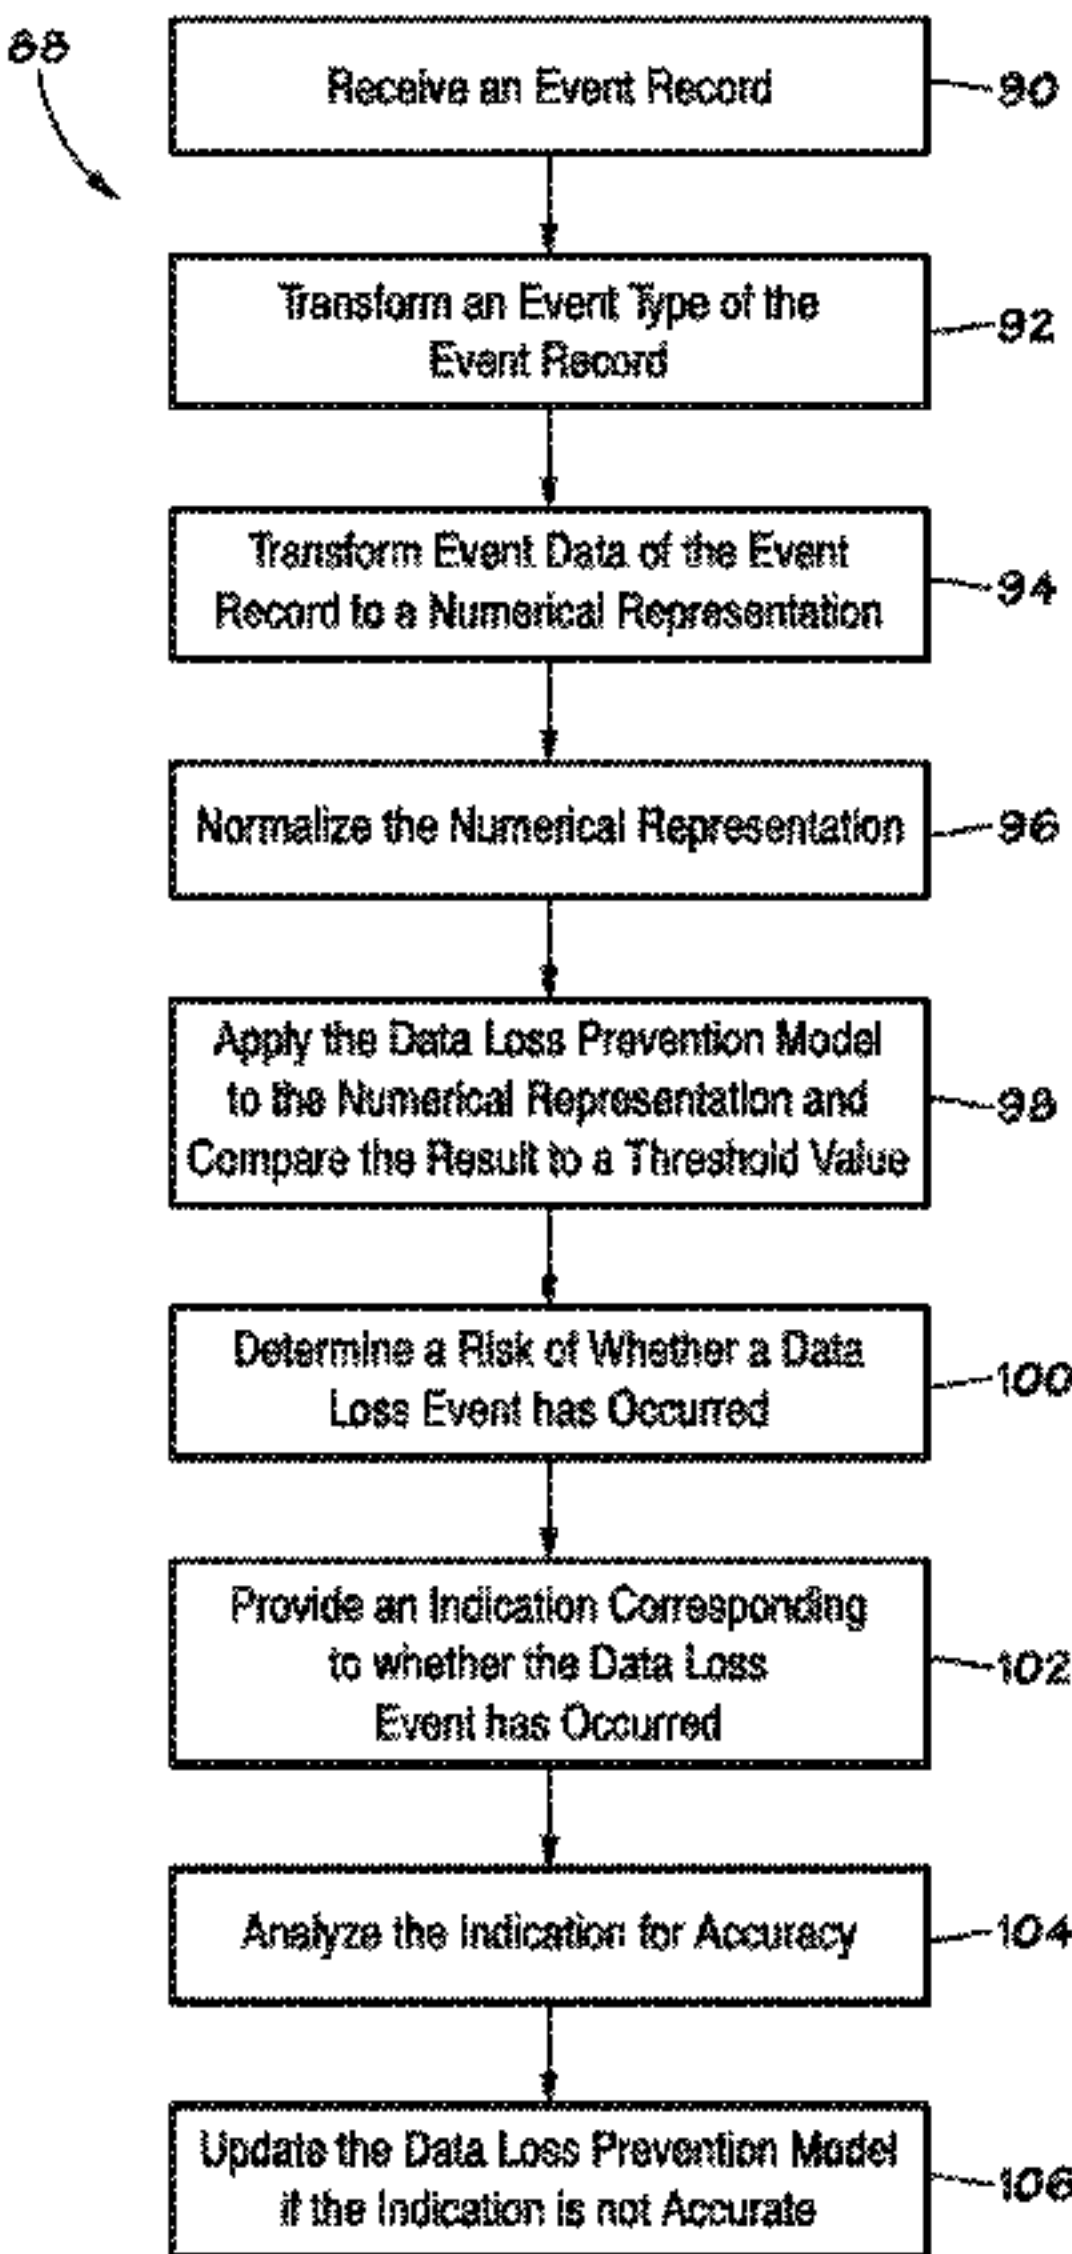 88
Receive an Event Record
90
Transform an Event Type of the
Event Record
92
Transform Event Data of the Event
Record to a Numerical Representation
94
Normalize the Numerical Representation
96
Apply the Data Loss Prevention Model
to the Numerical Representation and
Compare the Result to a Threshold Value
98
Determine a Risk of Whether a Data
Loss Event has Occurred
100
Provide an Indication Corresponding
to whether the Data Loss
Event has Occurred
102
Analyze the Indication for Accuracy
104
Update the Data Loss Prevention Model
if the Indication is not Accurate
106